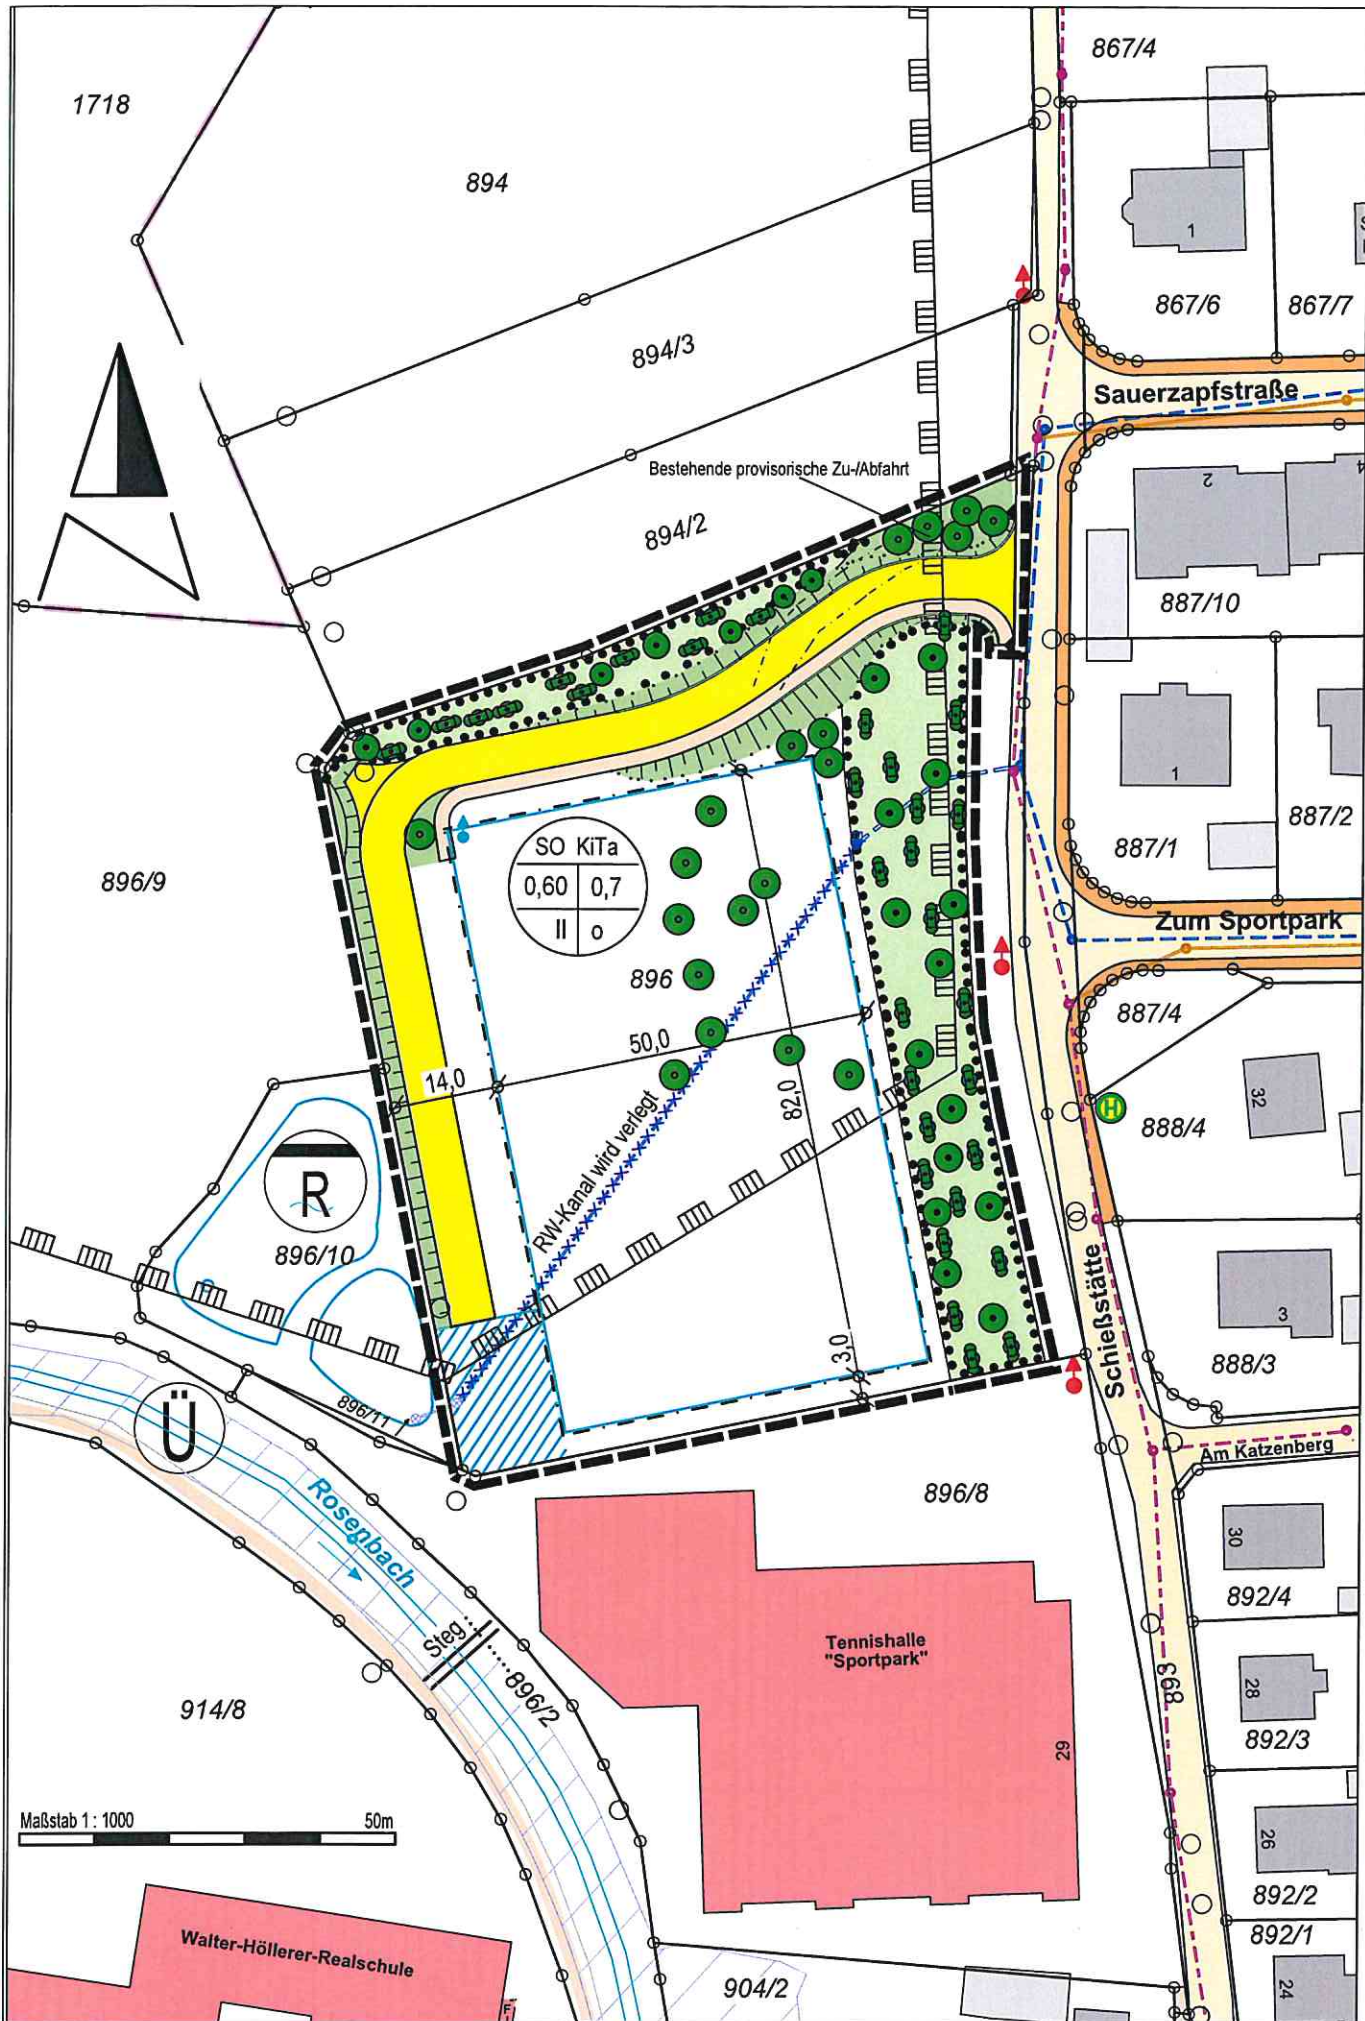 867/4
1718
894
1
867/6
867/7
894/3
Sauerzapfstraße
Bestehende provisorische Zu-/Abfahrt
2
4
894/2
887/10
1
887/2
887/1
SO KiTa
0,60 0,7
II o
896/9
Zum Sportpark
896
887/4
50,0
14,0
82,0
32
H
888/4
RW-Kanal wird verlegt
R
896/10
Schießstätte
3
888/3
3,0
896/11
Ü
Am Katzenberg
Rosenbach
896/8
30
892/4
Steg
Tennishalle
"Sportpark"
896/2
893
28
914/8
892/3
29
Maßstab 1 : 1000 50m
26
892/2
892/1
Walter-Höllerer-Realschule
904/2
24
F